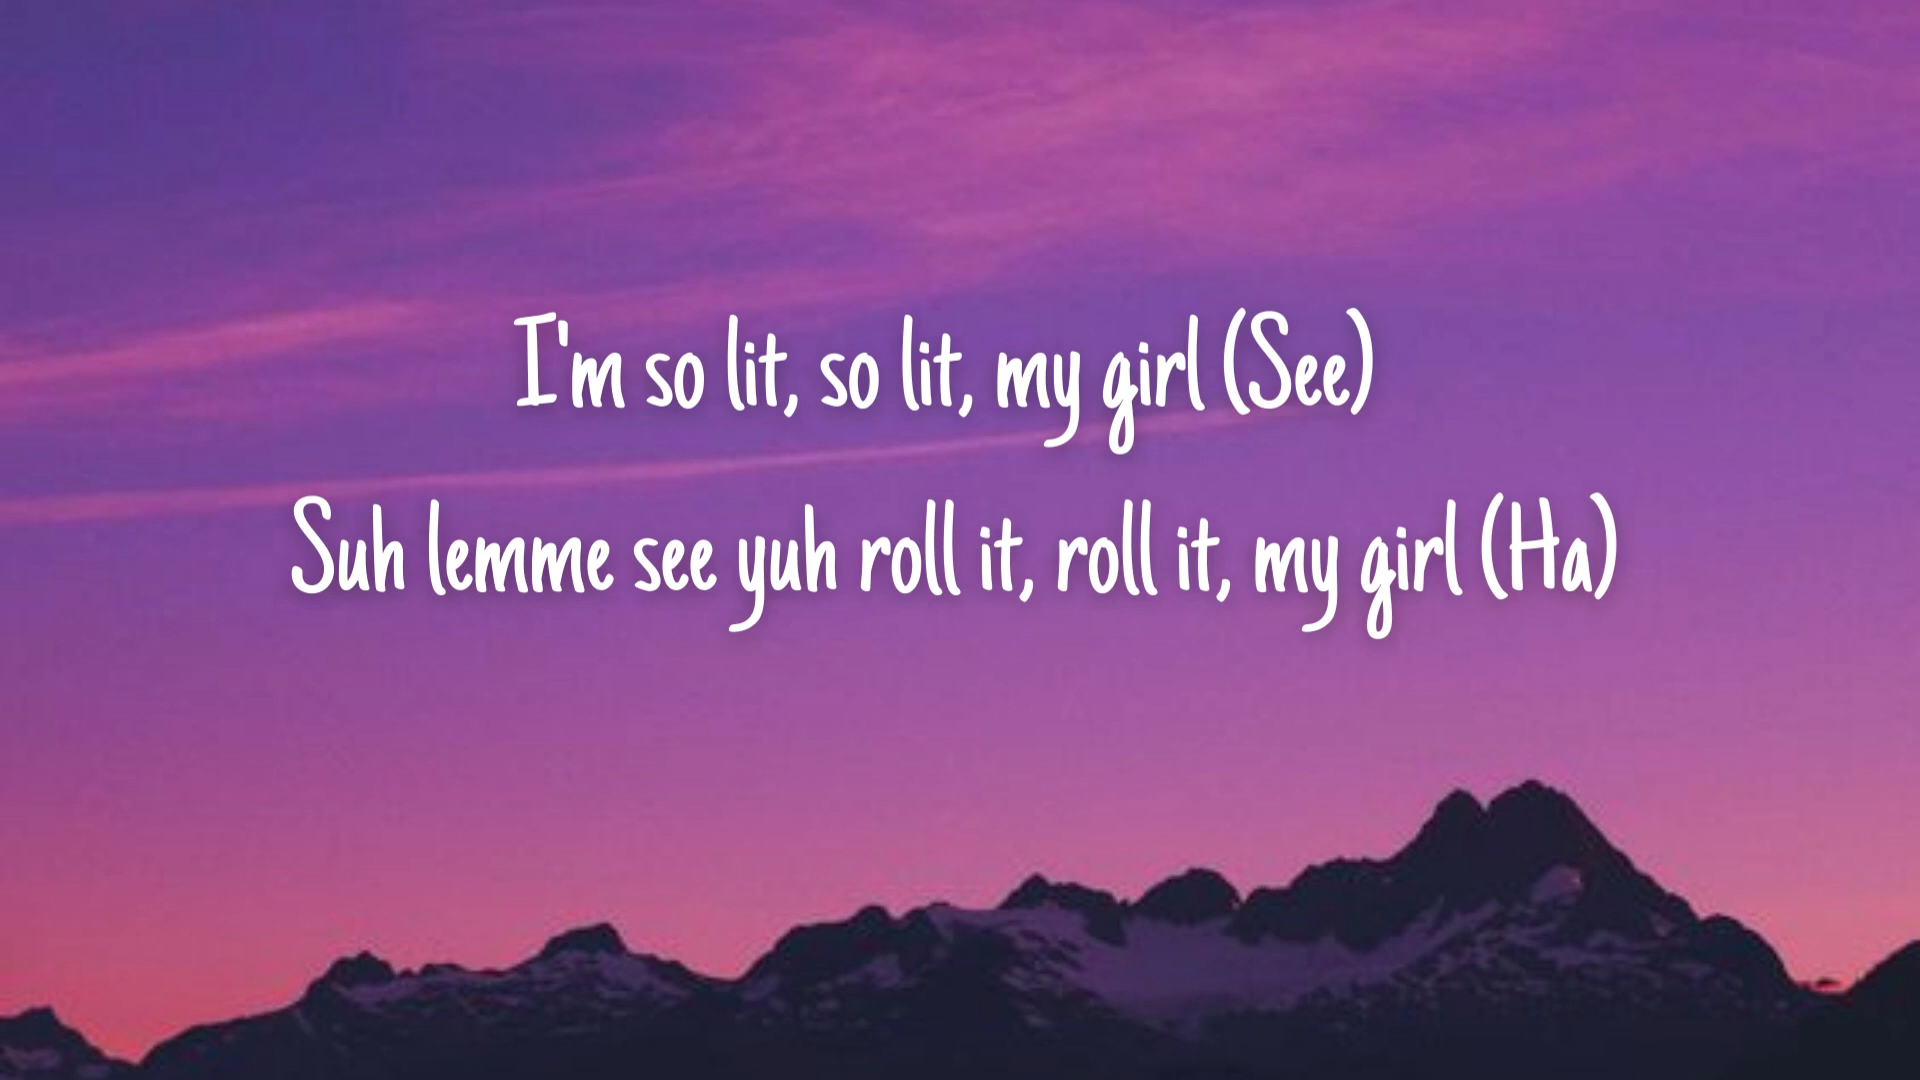 I'm so lit, so lit, my girl (See)
Suh lemme see yuh roll it, roll it, my girl (Ha)